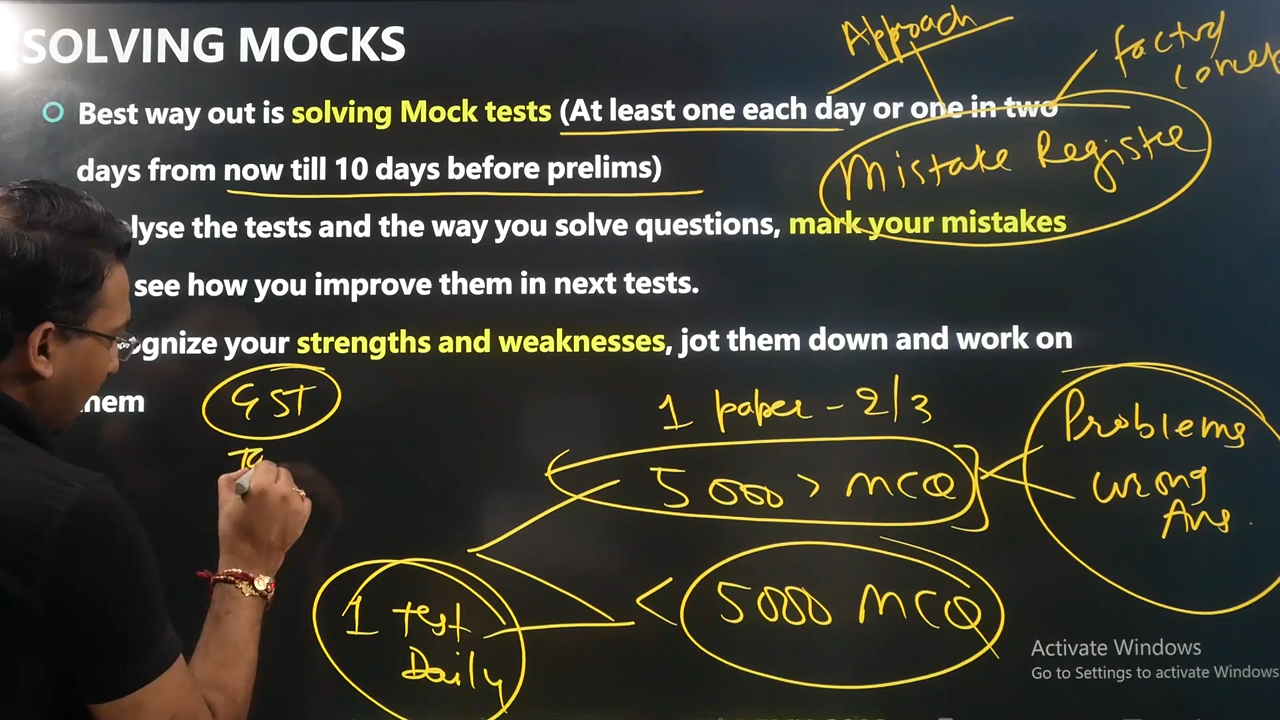 SOLVING MOCKS
Approach
Factual
Best way out is solving Mock tests (At least one each day or one in two
days from now till 10 days before prelims)
Mistake Register
lyse the tests and the way you solve questions, mark your mistakes
see how you improve them in next tests.
ognize your strengths and weaknesses, jot them down and work on
hem
GST
1 paper - 2/3
5000 > MCQ
Problems
wrong
Ans.
1 Test
Daily
5000 MCQ
Activate Windows
Go to Settings to activate Windows